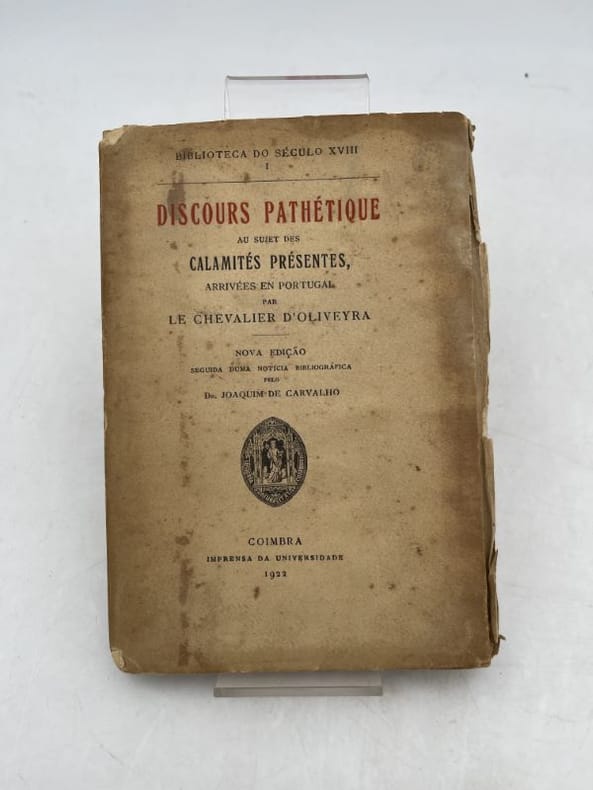 BIBLIOTECA DO SÉCULO XVIII
I
DISCOURS PATHÉTIQUE
AU SUJET DES
CALAMITÉS PRÉSENTES,
ARRIVÉES EN PORTUGAL
PAR
LE CHEVALIER D'OLIVEYRA
NOVA EDIÇÃO
SEGUIDA DUMA NOTÍCIA BIBLIOGRÁFICA
PELO
DR. JOAQUIM DE CARVALHO
COIMBRA
IMPRENSA DA UNIVERSIDADE
1922